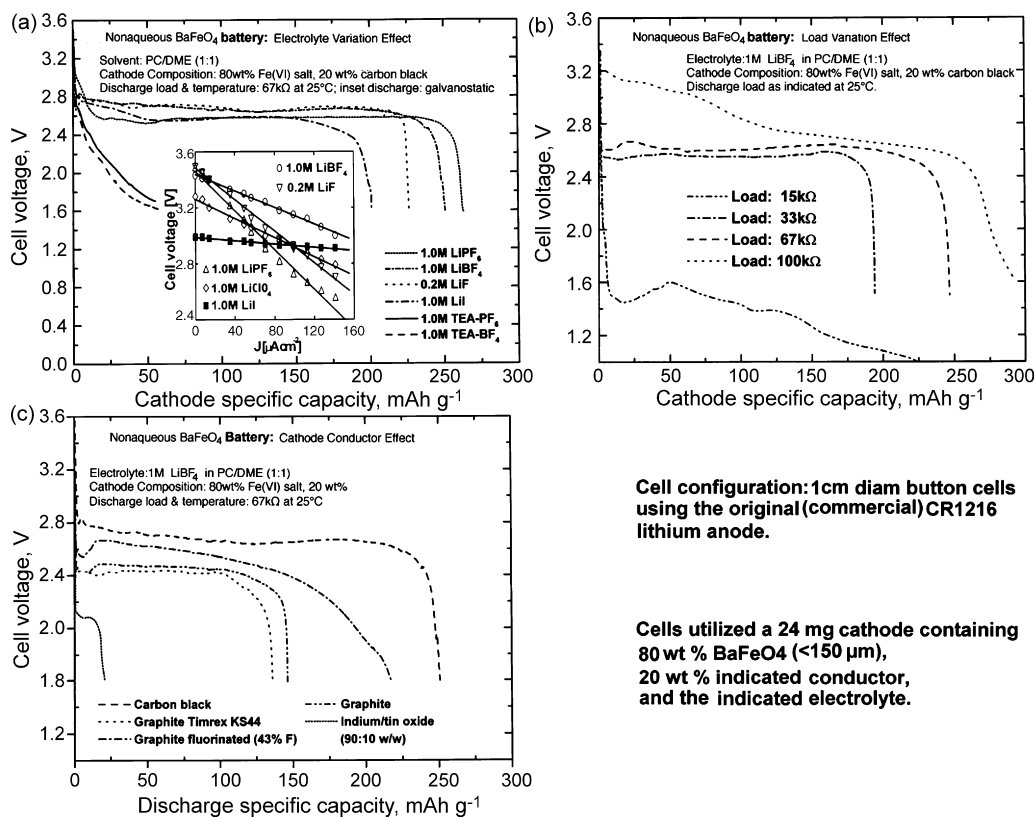 (a)
Nonaqueous BaFeO₄ battery: Electrolyte Variation Effect
Solvent: PC/DME (1:1)
Cathode Composition: 80wt% Fe(VI) salt, 20 wt% carbon black
Discharge load & temperature: 67kΩ at 25°C; inset discharge: galvanostatic
Cell voltage, V
3.6
3.2
2.8
2.4
2.0
1.6
1.2
0.8
0.4
0.0
Cell voltage [V]
3.6
3.2
2.8
2.4
1.0M LiBF₄
0.2M LiF
1.0M LiPF₆
1.0M LiClO₄
1.0M LiI
0 40 80 120 160
J[μAcm²]
1.0M LiPF₆
1.0M LiBF₄
0.2M LiF
1.0M LiI
1.0M TEA-PF₆
1.0M TEA-BF₄
0 50 100 150 200 250 300
Cathode specific capacity, mAh g⁻¹
(b)
Nonaqueous BaFeO₄ battery: Load Variation Effect
Electrolyte:1M LiBF₄ in PC/DME (1:1)
Cathode Composition: 80wt% Fe(VI) salt, 20 wt% carbon black
Discharge load as indicated at 25°C.
Cell voltage, V
3.6
3.2
2.8
2.4
2.0
1.6
1.2
Load: 15kΩ
Load: 33kΩ
Load: 67kΩ
Load: 100kΩ
0 50 100 150 200 250 300
Cathode specific capacity, mAh g⁻¹
(c)
Nonaqueous BaFeO₄ Battery: Cathode Conductor Effect
Electrolyte:1M LiBF₄ in PC/DME (1:1)
Cathode Composition: 80wt% Fe(VI) salt, 20 wt%
Discharge load & temperature: 67kΩ at 25°C
Cell voltage, V
3.6
3.2
2.8
2.4
2.0
1.8
1.2
Carbon black
Graphite Timrex KS44
Graphite fluorinated (43% F)
Graphite
Indium/tin oxide
(90:10 w/w)
0 50 100 150 200 250 300
Discharge specific capacity, mAh g⁻¹
Cell configuration:1cm diam button cells
using the original (commercial) CR1216
lithium anode.
Cells utilized a 24 mg cathode containing
80 wt % BaFeO4 (<150 μm),
20 wt % indicated conductor,
and the indicated electrolyte.